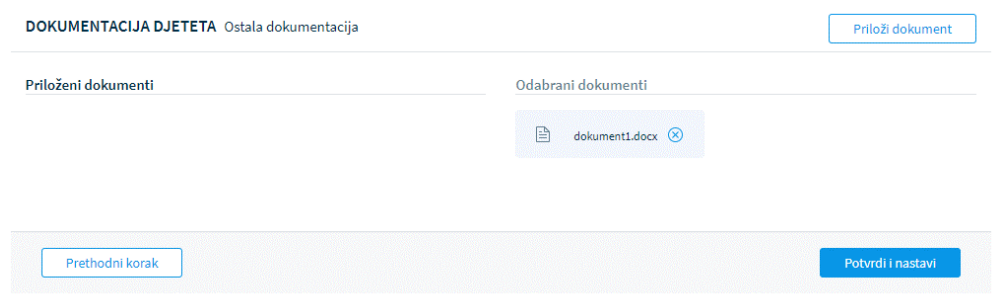 DOKUMENTACIJA DJETETA Ostala dokumentacija
Priloži dokument
Priloženi dokumenti
Odabrani dokumenti
dokument1.docx
Prethodni korak
Potvrdi i nastavi